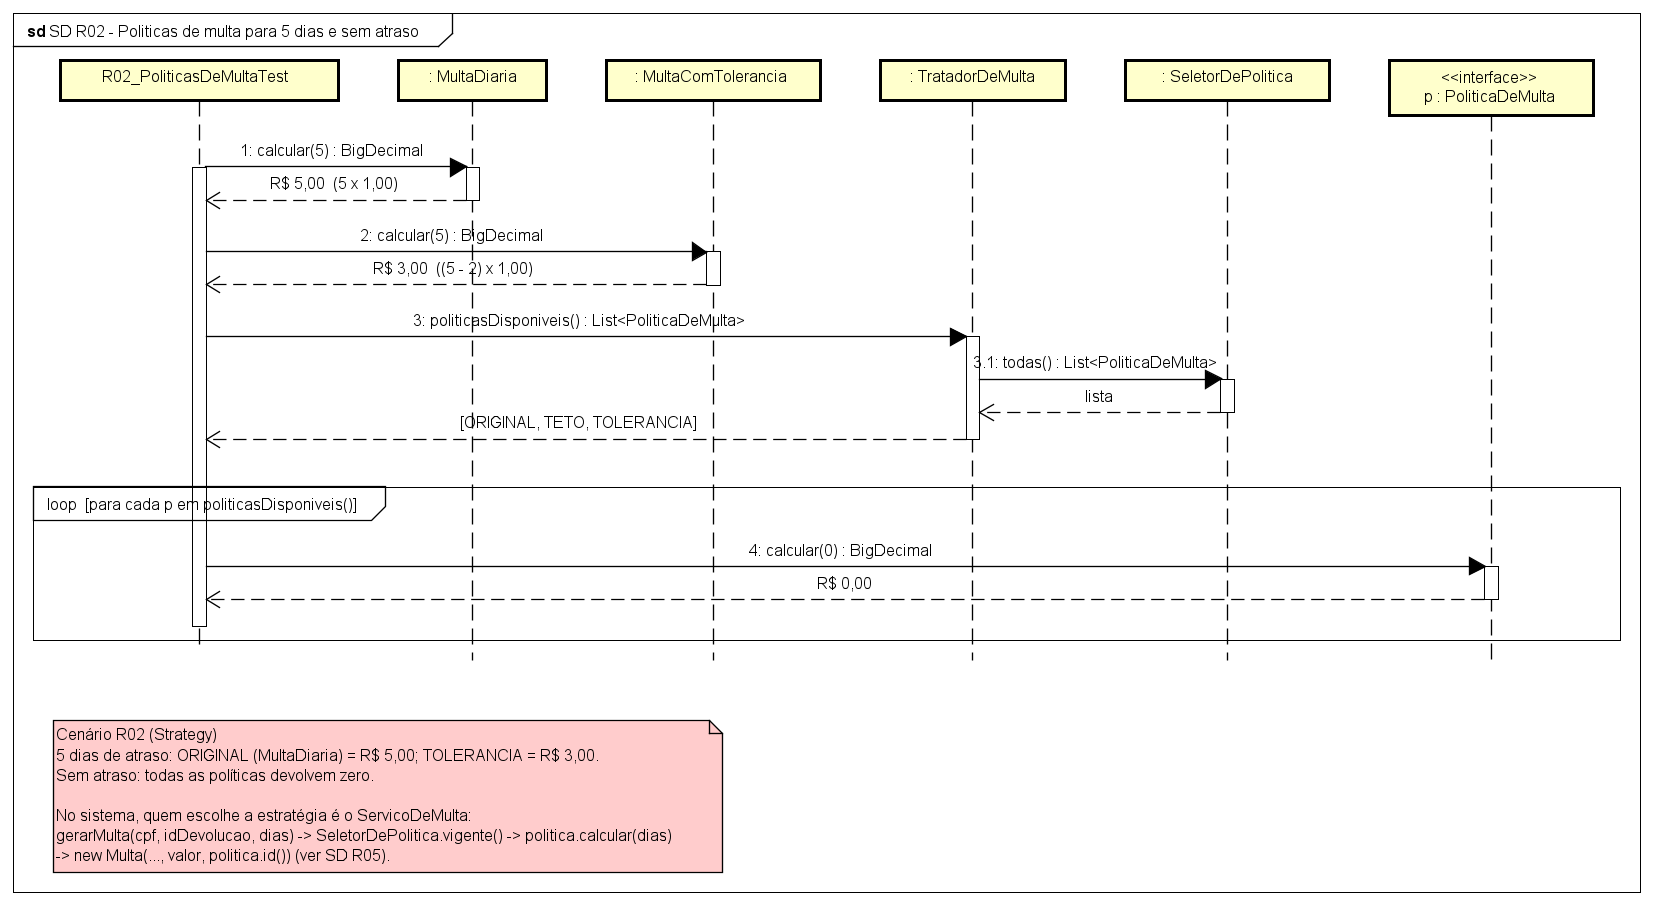 sd SD R02 - Politicas de multa para 5 dias e sem atraso
R02_PoliticasDeMultaTest
: MultaDiaria
: MultaComTolerancia
: TratadorDeMulta
: SeletorDePolitica
<<interface>>
p : PoliticaDeMulta
1: calcular(5) : BigDecimal
R$ 5,00  (5 x 1,00)
2: calcular(5) : BigDecimal
R$ 3,00  ((5 - 2) x 1,00)
3: politicasDisponiveis() : List<PoliticaDeMulta>
3.1: todas() : List<PoliticaDeMulta>
lista
[ORIGINAL, TETO, TOLERANCIA]
loop  [para cada p em politicasDisponiveis()]
4: calcular(0) : BigDecimal
R$ 0,00
Cenário R02 (Strategy)
5 dias de atraso: ORIGINAL (MultaDiaria) = R$ 5,00; TOLERANCIA = R$ 3,00.
Sem atraso: todas as políticas devolvem zero.
No sistema, quem escolhe a estratégia é o ServicoDeMulta:
gerarMulta(cpf, idDevolucao, dias) -> SeletorDePolitica.vigente() -> politica.calcular(dias)
-> new Multa(..., valor, politica.id()) (ver SD R05).